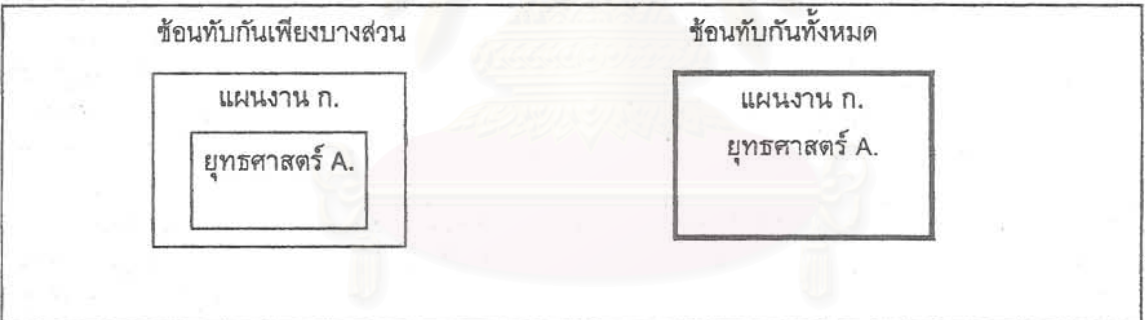 ซ้อนทับกันเพียงบางส่วน
แผนงาน ก.
ยุทธศาสตร์ A.
ซ้อนทับกันทั้งหมด
แผนงาน ก.
ยุทธศาสตร์ A.